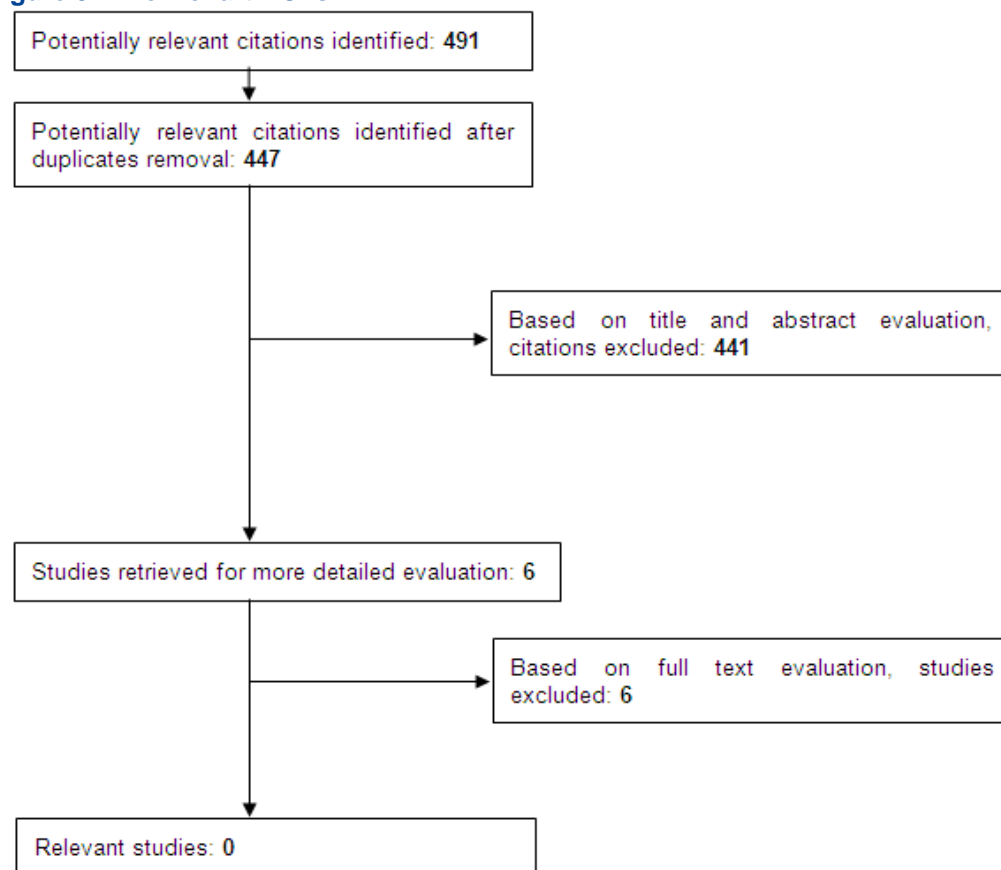 Potentially relevant citations identified: 491
Potentially relevant citations identified after
duplicates removal: 447
Based on title and abstract evaluation,
citations excluded: 441
Studies retrieved for more detailed evaluation: 6
Based on full text evaluation, studies
excluded: 6
Relevant studies: 0